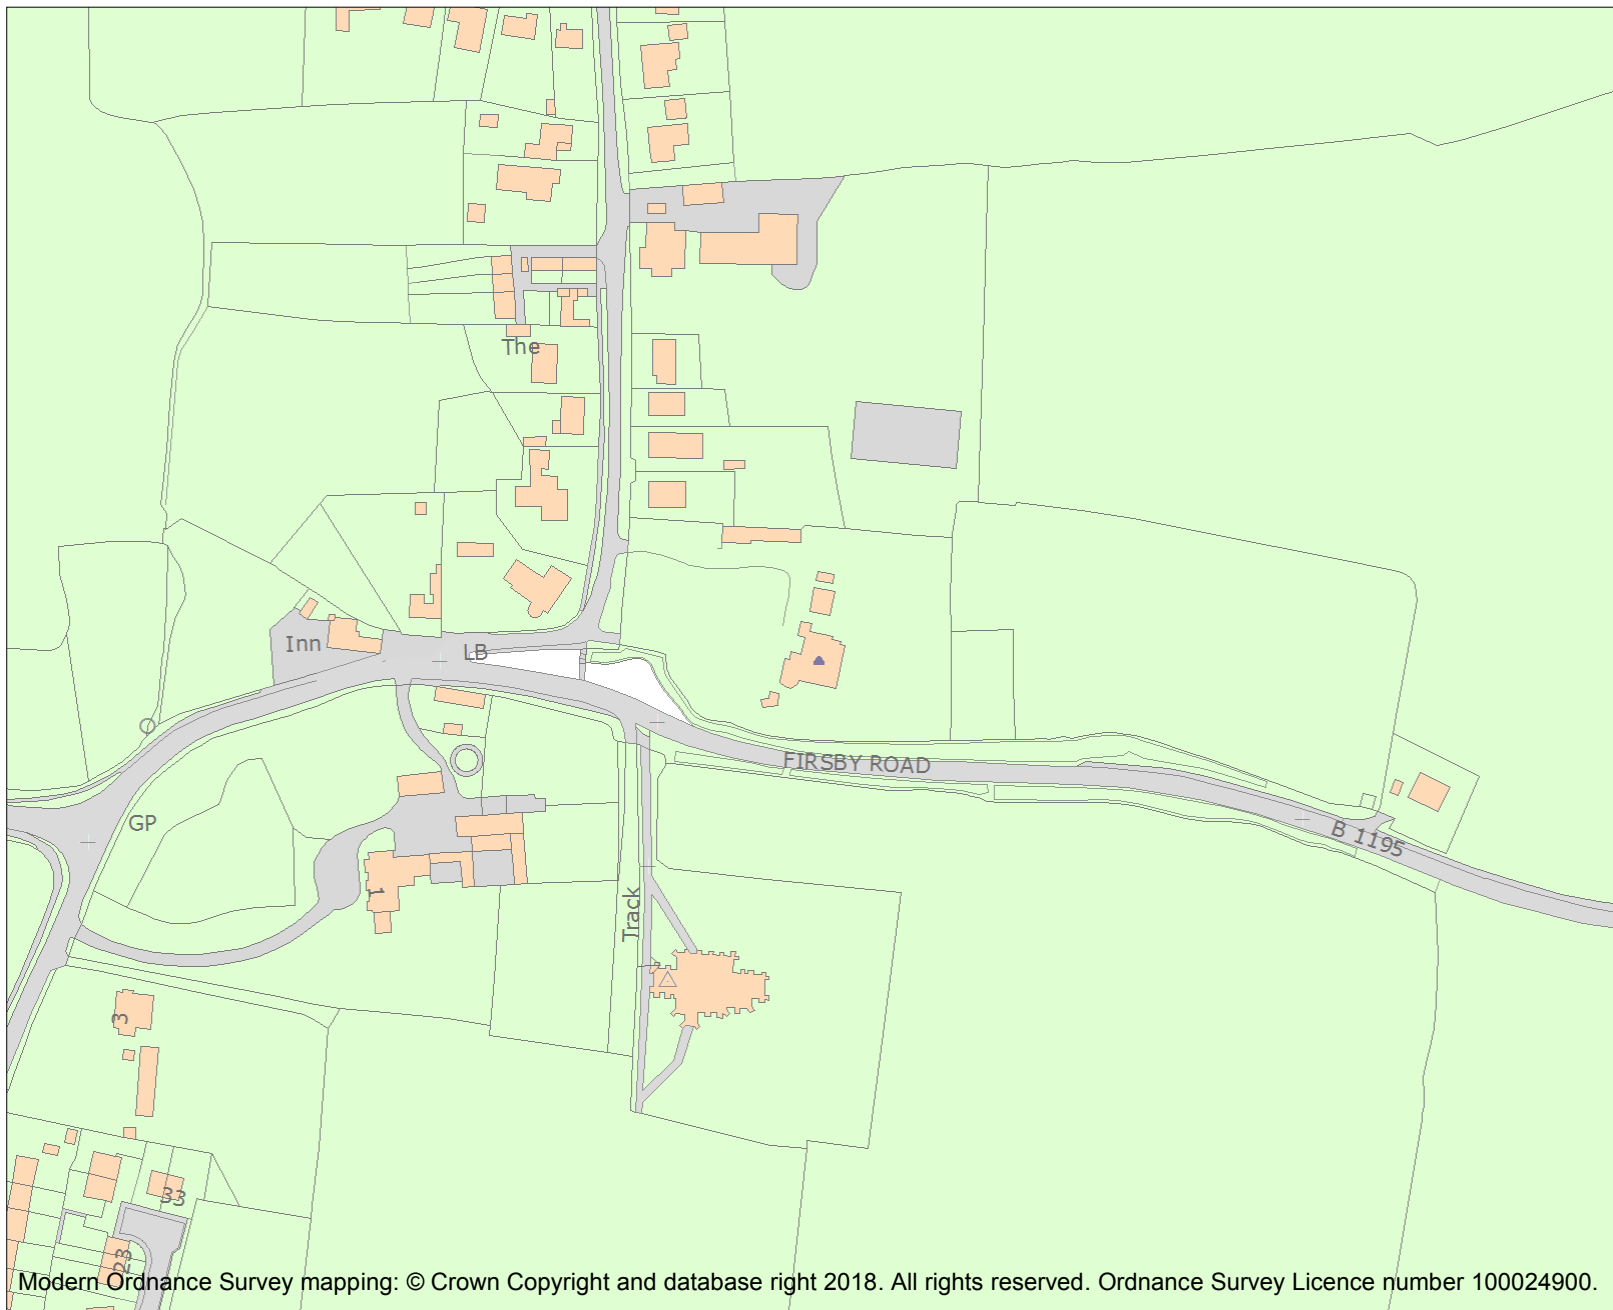 The
Inn
LB
FIRSBY ROAD
GP
B 1195
1
Track
3
33
23
Modern Ordnance Survey mapping: © Crown Copyright and database right 2018. All rights reserved. Ordnance Survey Licence number 100024900.